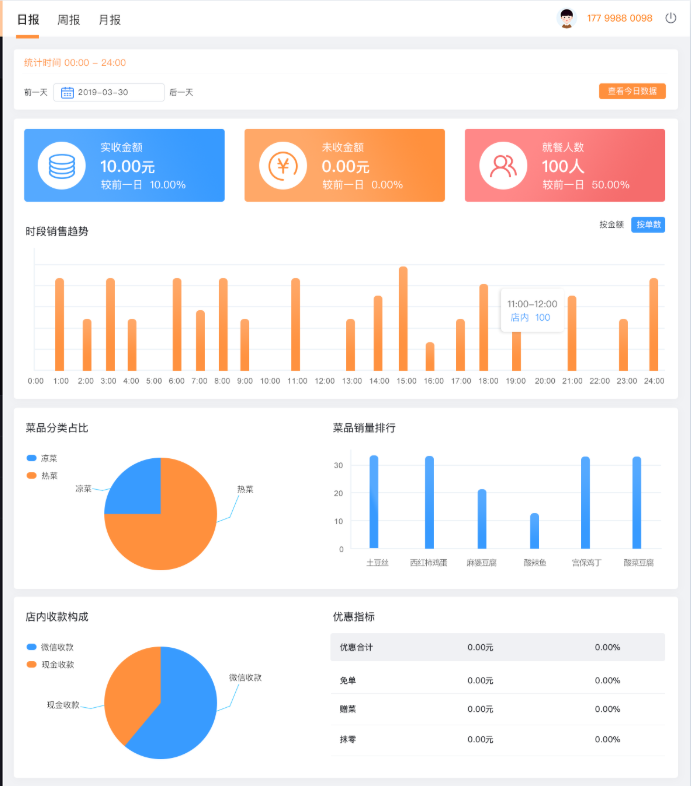 日报 周报 月报 177 9988 0098
统计时间 00:00 - 24:00
前一天 2019-03-30 后一天 查看今日数据
实收金额 未收金额 就餐人数
10.00元 0.00元 100人
较前一日 10.00% 较前一日 0.00% 较前一日 50.00%
时段销售趋势 按金额 按单数
11:00-12:00
店内 100
0:00 1:00 2:00 3:00 4:00 5:00 6:00 7:00 8:00 9:00 10:00 11:00 12:00 13:00 14:00 15:00 16:00 17:00 18:00 19:00 20:00 21:00 22:00 23:00 24:00
菜品分类占比
凉菜
热菜
凉菜 热菜
菜品销量排行
30
20
10
0
土豆丝 西红柿鸡蛋 麻婆豆腐 酸辣鱼 宫保鸡丁 酸菜豆腐
店内收款构成
微信收款
现金收款
微信收款
现金收款
优惠指标
优惠合计 0.00元 0.00%
免单 0.00元 0.00%
赠菜 0.00元 0.00%
抹零 0.00元 0.00%